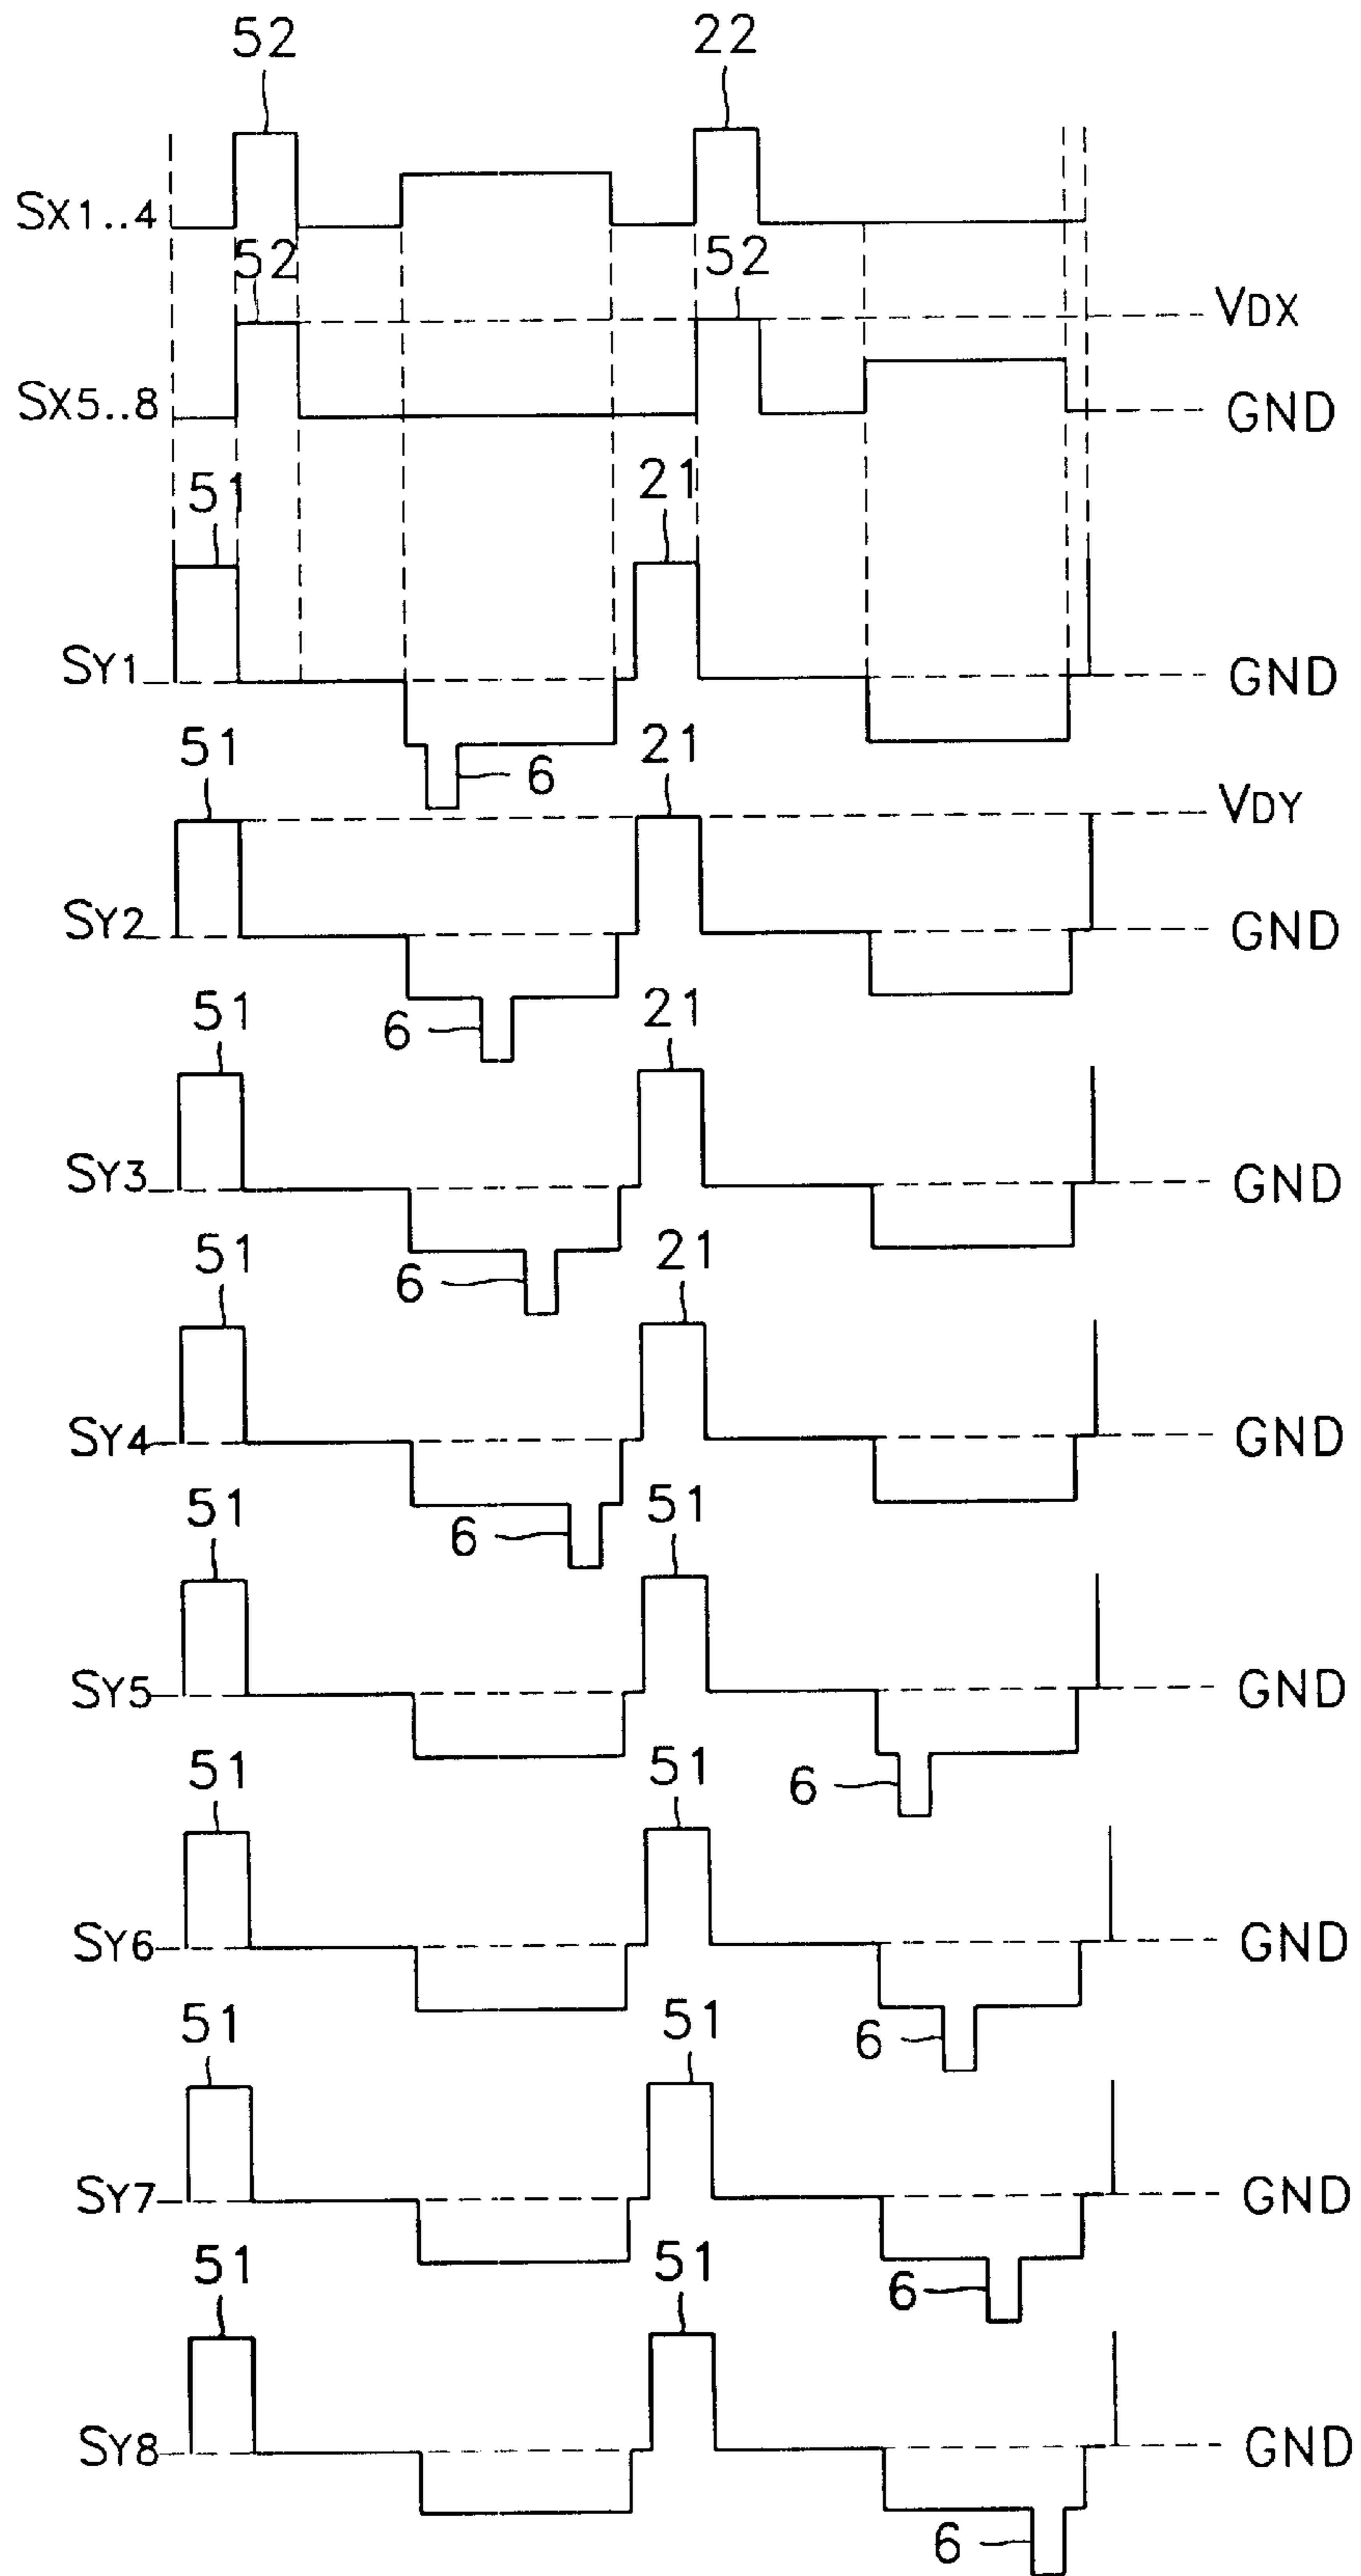 52 22
SX1..4
52 52
VDX
SX5..8 GND
51 21
SY1 GND
6
51 21 VDY
SY2 GND
6
51 21
SY3 GND
6
51 21
SY4 GND
6
51 51
SY5 GND
6
51 51
SY6 GND
6
51 51
SY7 GND
6
51 51
SY8 GND
6